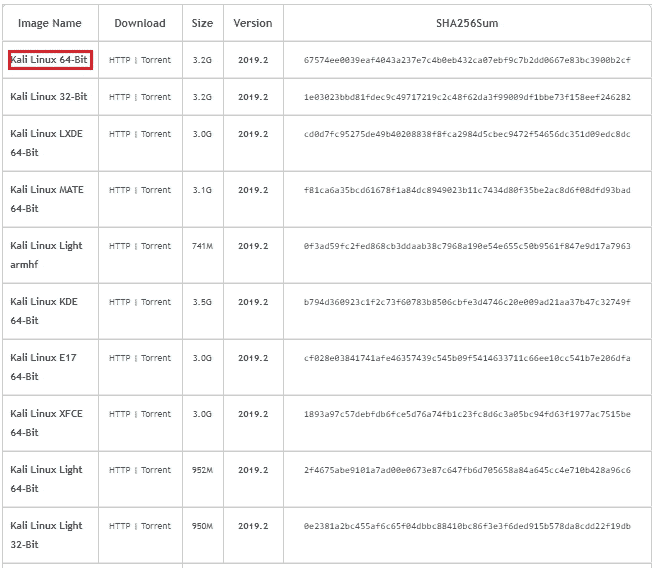 Image Name Download Size Version SHA256Sum
Kali Linux 64-Bit HTTP | Torrent 3.2G 2019.2 67574ee0039eaf4043a237e7c4b0eb432ca07ebf9c7b2dd0667e83bc3900b2cf
Kali Linux 32-Bit HTTP | Torrent 3.2G 2019.2 1e03023bbd81fdec9c49717219c2c48f62da3f99009df1bbe73f158eef246282
Kali Linux LXDE HTTP | Torrent 3.0G 2019.2 cd0d7fc95275de49b40208838f8fca2984d5cbec9472f54656dc351d09edc8dc
64-Bit
Kali Linux MATE HTTP | Torrent 3.1G 2019.2 f81ca6a35bcd61678f1a84dc8949023b11c7434d80f35be2ac8d6f08dfd93bad
64-Bit
Kali Linux Light HTTP | Torrent 741M 2019.2 0f3ad59fc2fed868cb3ddaab38c7968a190e54e655c50b9561f847e9d17a7963
armhf
Kali Linux KDE HTTP | Torrent 3.5G 2019.2 b794d360923c1f2c73f60783b8506cbfe3d4746c20e009ad21aa37b47c32749f
64-Bit
Kali Linux E17 HTTP | Torrent 3.0G 2019.2 cf028e03841741afe46357439c545b09f5414633711c66ee10cc541b7e206dfa
64-Bit
Kali Linux XFCE HTTP | Torrent 3.0G 2019.2 1893a97c57debfdb6fce5d76a74fb1c23fc8d6c3a05bc94fd63f1977ac7515be
64-Bit
Kali Linux Light HTTP | Torrent 952M 2019.2 2f4675abe9101a7ad00e0673e87c647fb6d705658a84a645cc4e710b428a96c6
64-Bit
Kali Linux Light HTTP | Torrent 950M 2019.2 0e2381a2bc455af6c65f04dbbc88410bc86f3e3f6ded915b578da8cdd22f19db
32-Bit